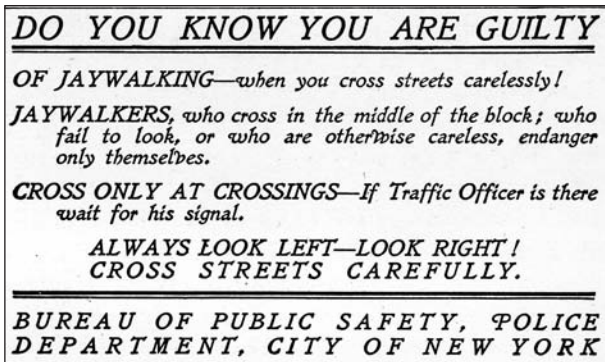 DO YOU KNOW YOU ARE GUILTY
OF JAYWALKING—when you cross streets carelessly!
JAYWALKERS, who cross in the middle of the block; who
fail to look, or who are otherwise careless, endanger
only themselves.
CROSS ONLY AT CROSSINGS—If Traffic Officer is there
wait for his signal.
ALWAYS LOOK LEFT—LOOK RIGHT!
CROSS STREETS CAREFULLY.
BUREAU OF PUBLIC SAFETY, POLICE
DEPARTMENT, CITY OF NEW YORK